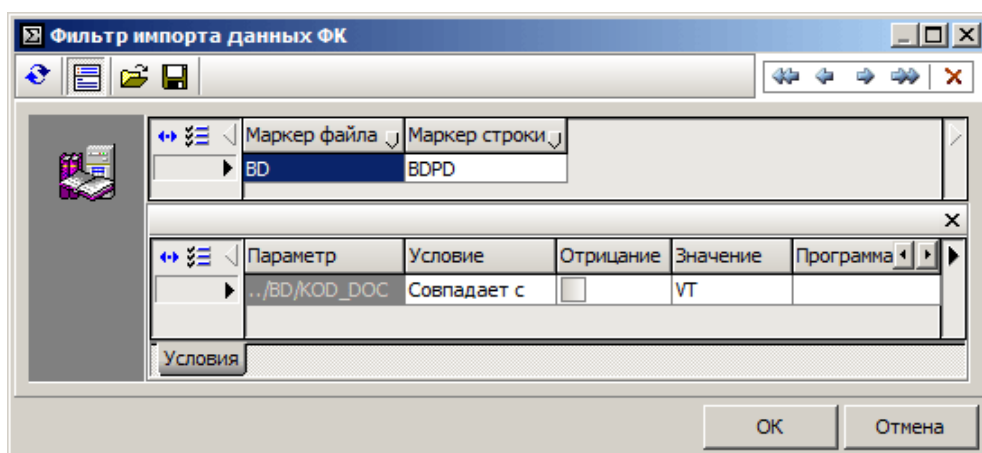 Фильтр импорта данных ФК
Маркер файла Маркер строки
BD BDPD
Параметр Условие Отрицание Значение Программа
../BD/KOD_DOC Совпадает с VT
Условия
ОК Отмена